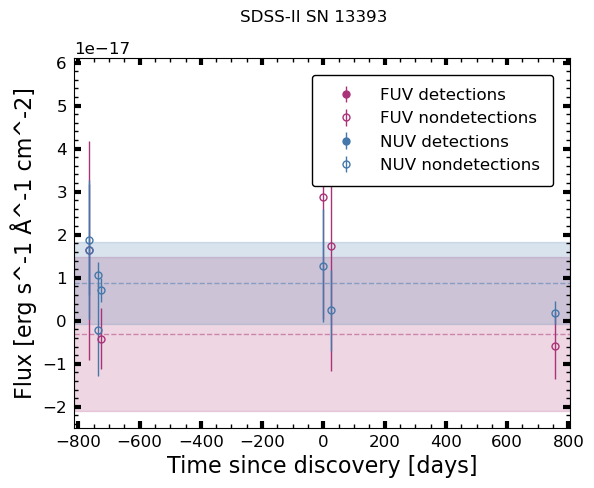 SDSS-II SN 13393
1e−17
FUV detections
FUV nondetections
NUV detections
NUV nondetections
6
5
4
3
2
1
0
−1
−2
Flux [erg s^-1 Å^-1 cm^-2]
−800 −600 −400 −200 0 200 400 600 800
Time since discovery [days]